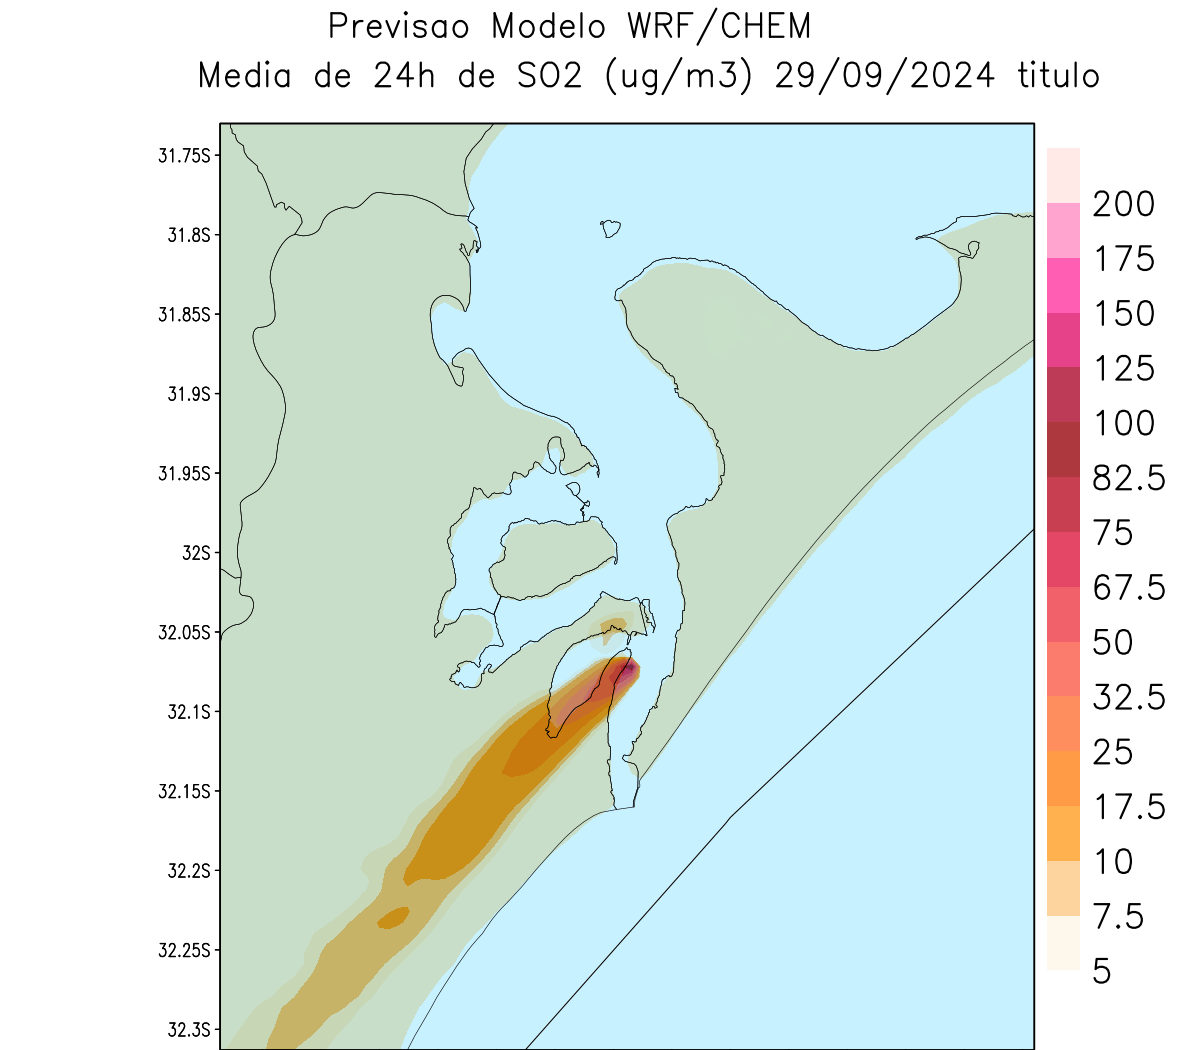 Previsao Modelo WRF/CHEM
Media de 24h de SO2 (ug/m3) 29/09/2024 titulo
31.75S
31.8S
31.85S
31.9S
31.95S
32S
32.05S
32.1S
32.15S
32.2S
32.25S
32.3S
200
175
150
125
100
82.5
75
67.5
50
32.5
25
17.5
10
7.5
5